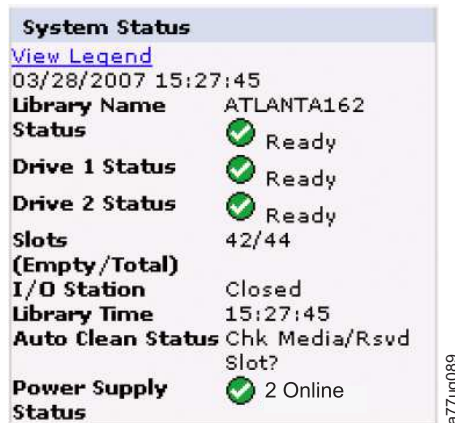 System Status
View Legend
03/28/2007 15:27:45
Library Name ATLANTA162
Status Ready
Drive 1 Status Ready
Drive 2 Status Ready
Slots 42/44
(Empty/Total)
I/O Station Closed
Library Time 15:27:45
Auto Clean Status Chk Media/Rsvd
Slot?
Power Supply 2 Online
Status
a77ug089